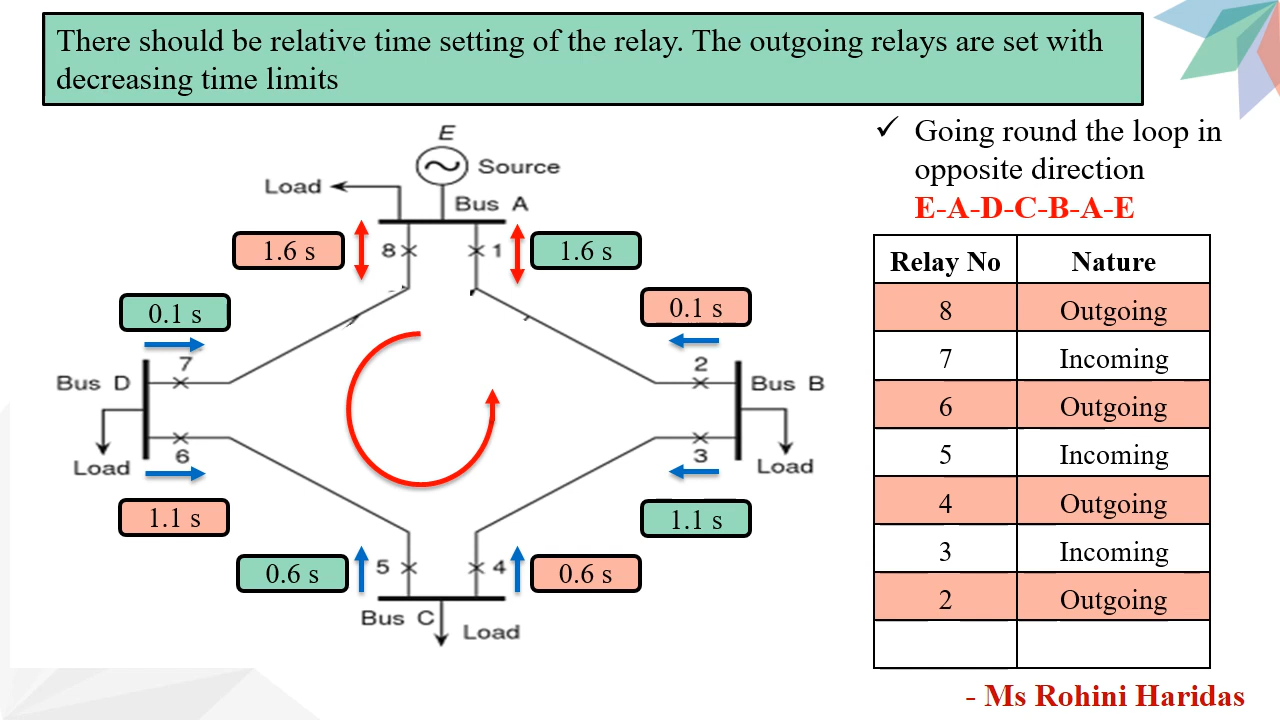 There should be relative time setting of the relay. The outgoing relays are set with
decreasing time limits
✓ Going round the loop in
opposite direction
E-A-D-C-B-A-E
E
Source
Load
Bus A
1.6 s
8
1
1.6 s
0.1 s
0.1 s
7
2
Bus D
Bus B
6
3
Load
Load
1.1 s
1.1 s
0.6 s
5
4
0.6 s
Bus C
Load
Relay No Nature
8 Outgoing
7 Incoming
6 Outgoing
5 Incoming
4 Outgoing
3 Incoming
2 Outgoing
- Ms Rohini Haridas